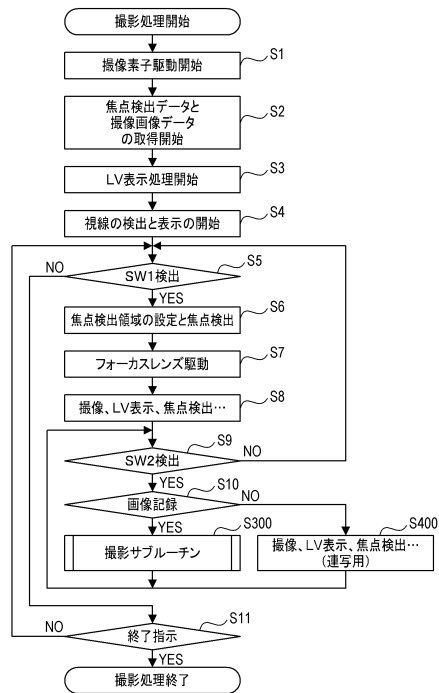 撮影処理開始
S1
撮像素子駆動開始
S2
焦点検出データと
撮像画像データ
の取得開始
S3
LV表示処理開始
S4
視線の検出と表示の開始
NO
S5
SW1検出
YES
S6
焦点検出領域の設定と焦点検出
S7
フォーカスレンズ駆動
S8
撮像、LV表示、焦点検出…
S9
SW2検出
NO
YES
S10
画像記録
NO
YES
S300
撮影サブルーチン
S400
撮像、LV表示、焦点検出…
(連写用)
S11
NO
終了指示
YES
撮影処理終了